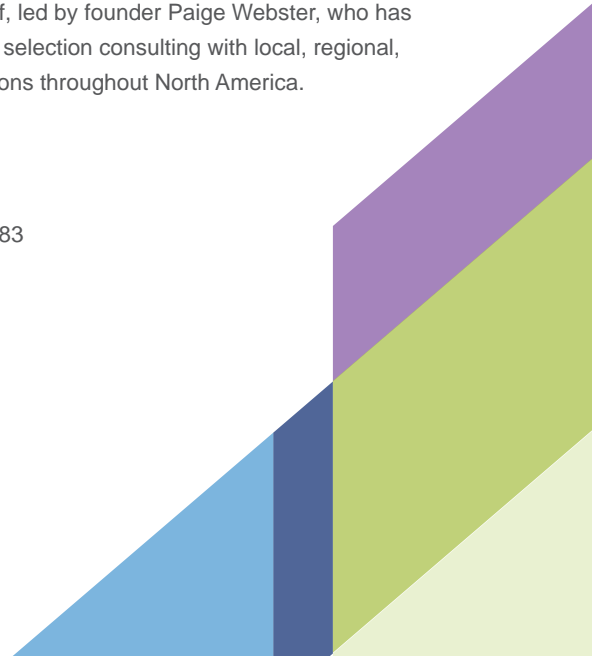 f, led by founder Paige Webster, who has
selection consulting with local, regional,
ons throughout North America.
83